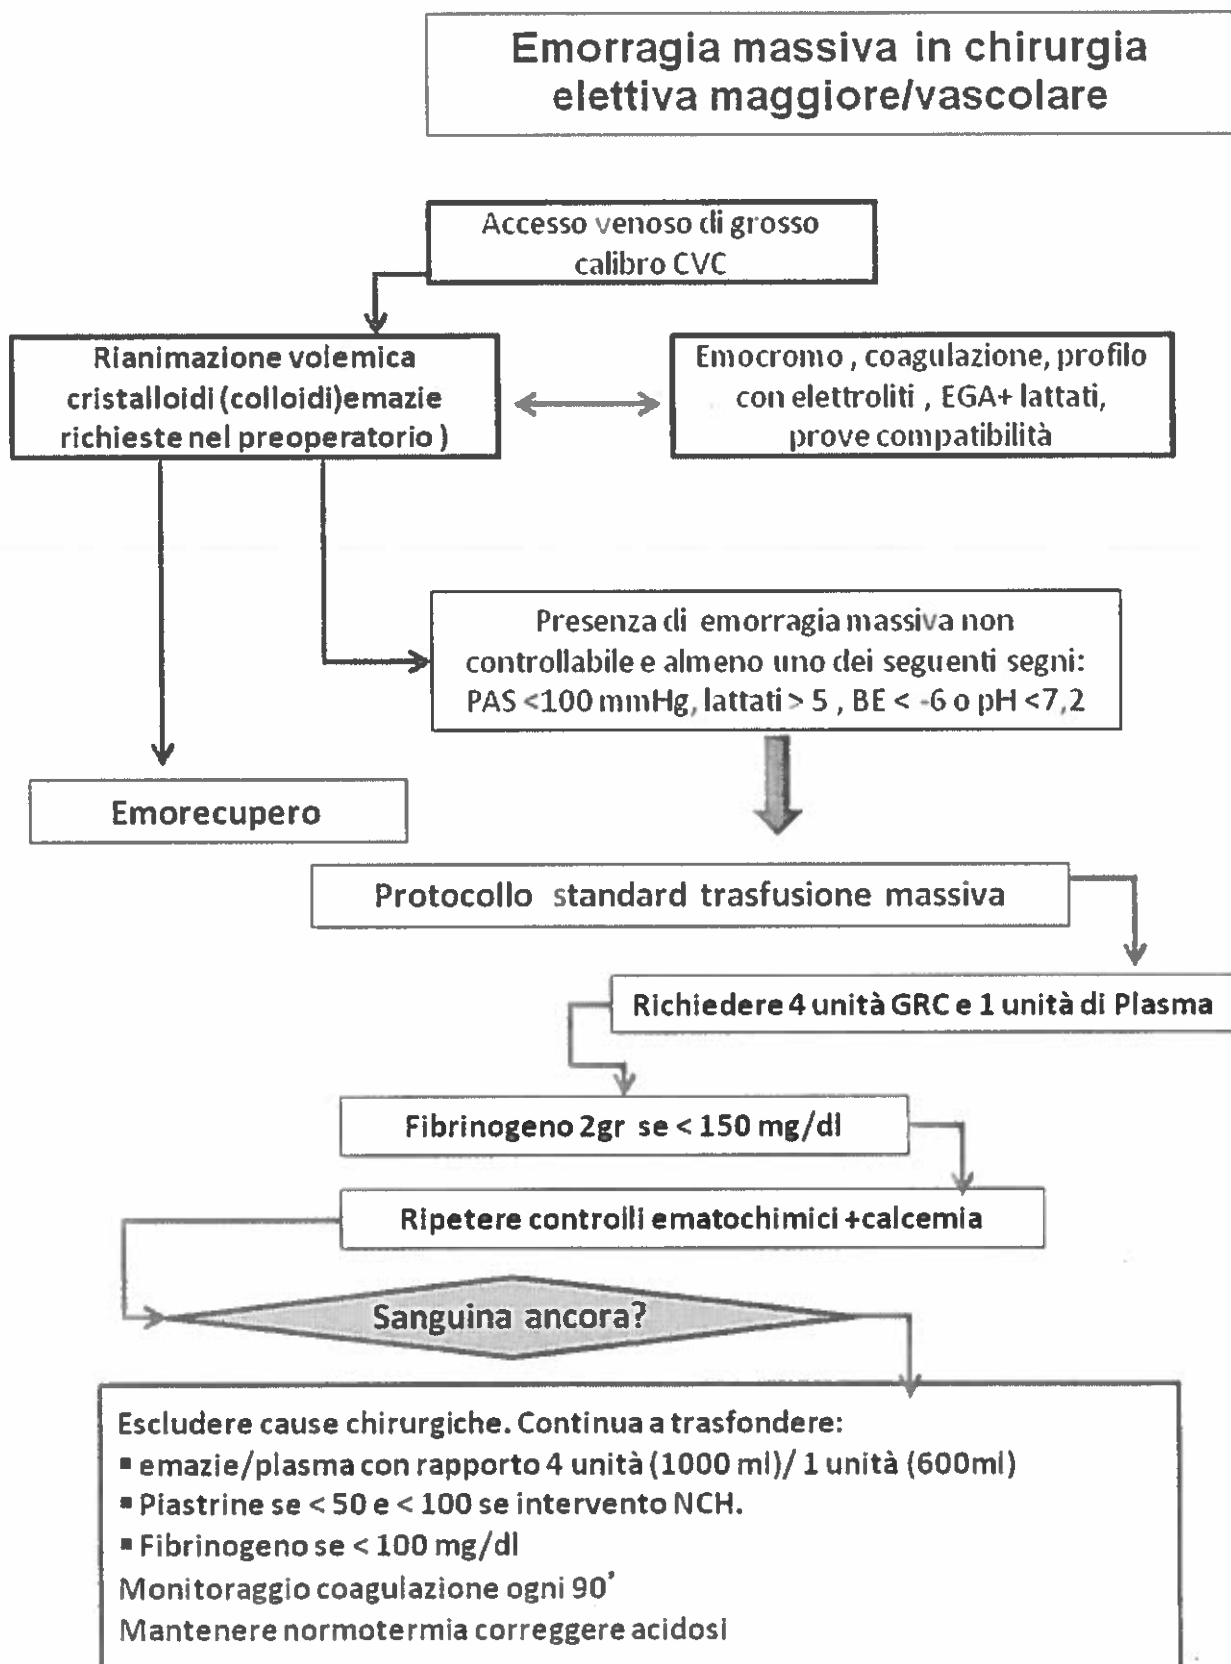 Emorragia massiva in chirurgia
elettiva maggiore/vascolare
Accesso venoso di grosso
calibro CVC
Rianimazione volemica
cristalloidi (colloidi)emazie
richieste nel preoperatorio )
Emocromo , coagulazione, profilo
con elettroliti , EGA+ lattati,
prove compatibilità
Presenza di emorragia massiva non
controllabile e almeno uno dei seguenti segni:
PAS <100 mmHg, lattati > 5 , BE < -6 o pH <7,2
Emorecupero
Protocollo standard trasfusione massiva
Richiedere 4 unità GRC e 1 unità di Plasma
Fibrinogeno 2gr se < 150 mg/dl
Ripetere controlli ematochimici +calcemia
Sanguina ancora?
Escludere cause chirurgiche. Continua a trasfondere:
▪ emazie/plasma con rapporto 4 unità (1000 ml)/ 1 unità (600ml)
▪ Piastrine se < 50 e < 100 se intervento NCH.
▪ Fibrinogeno se < 100 mg/dl
Monitoraggio coagulazione ogni 90'
Mantenere normotermia correggere acidosi